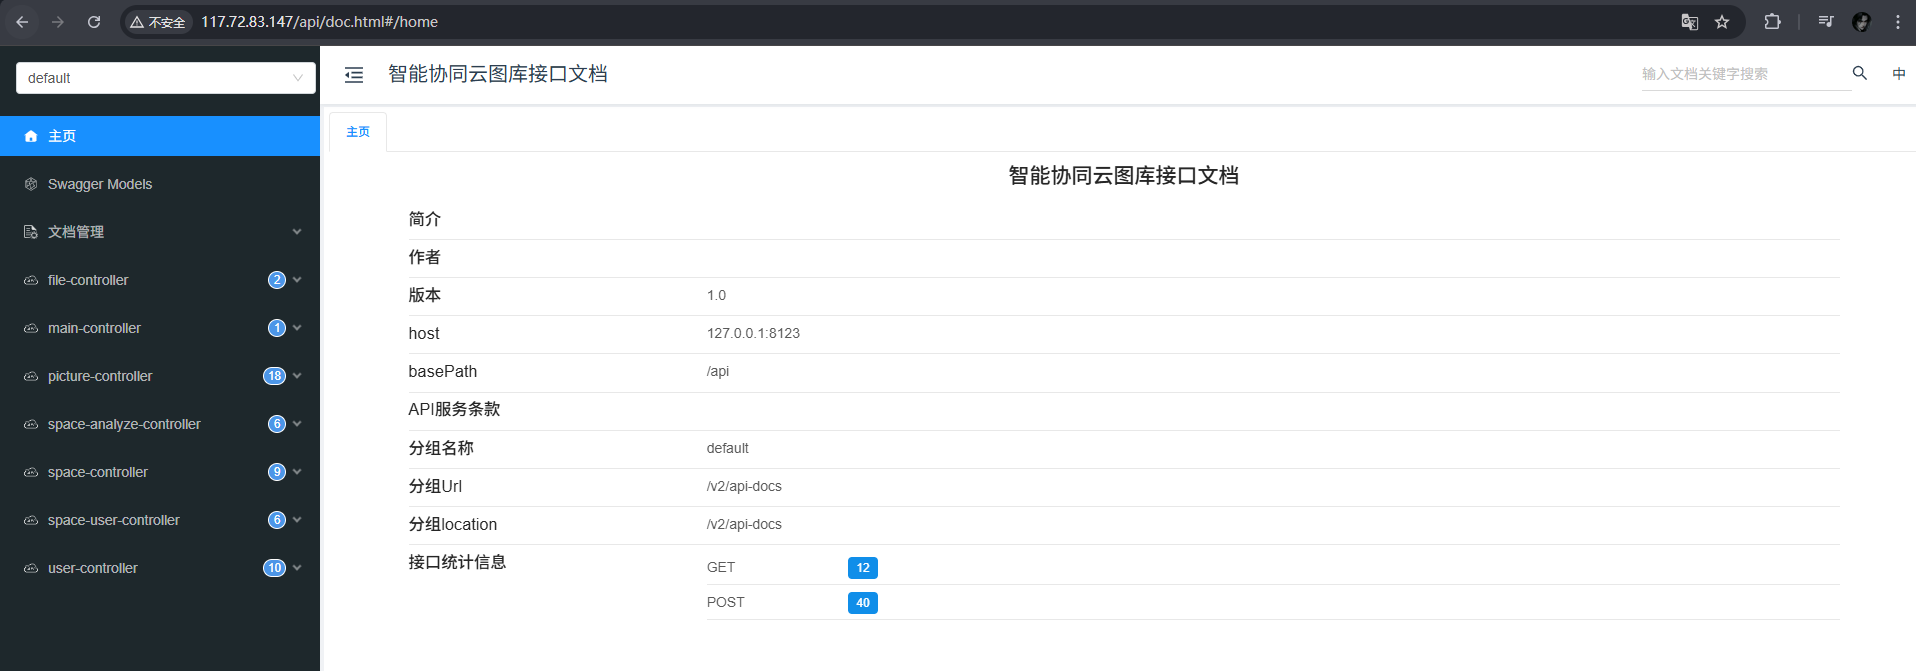 不安全 117.72.83.147/api/doc.html#/home
default
智能协同云图库接口文档
输入文档关键字搜索
中
主页
Swagger Models
文档管理
file-controller 2
main-controller 1
picture-controller 18
space-analyze-controller 6
space-controller 9
space-user-controller 6
user-controller 10
主页
智能协同云图库接口文档
简介
作者
版本 1.0
host 127.0.0.1:8123
basePath /api
API服务条款
分组名称 default
分组Url /v2/api-docs
分组location /v2/api-docs
接口统计信息
GET 12
POST 40